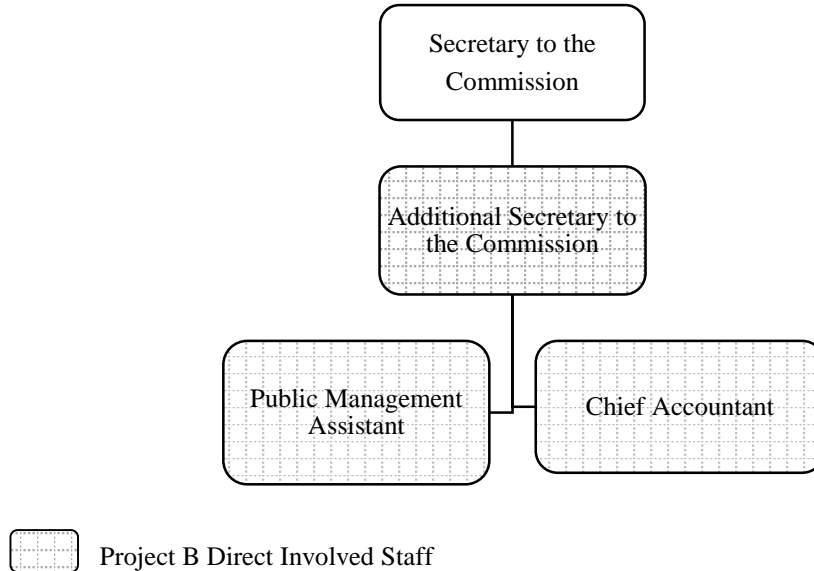 Secretary to the
Commission
Additional Secretary to
the Commission
Public Management
Assistant
Chief Accountant
Project B Direct Involved Staff